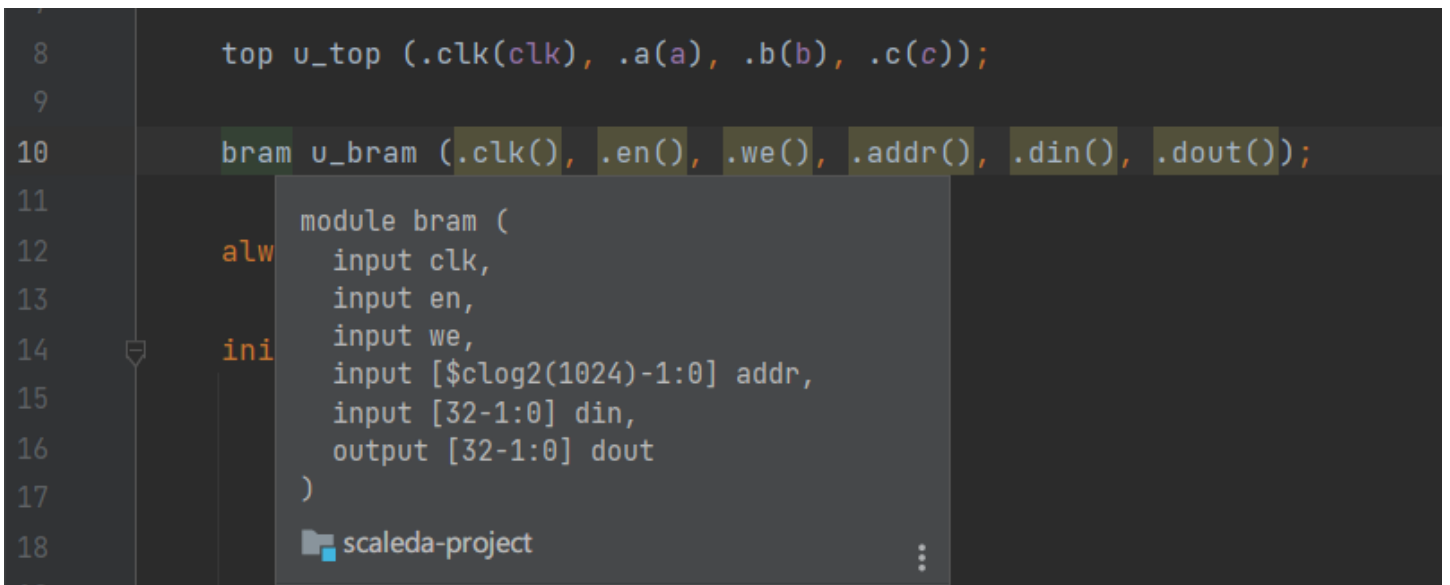 8 top u_top (.clk(clk), .a(a), .b(b), .c(c));
9
10 bram u_bram (.clk(), .en(), .we(), .addr(), .din(), .dout());
11
module bram (
12 alw
input clk,
13
input en,
input we,
14 ini
input [$clog2(1024)-1:0] addr,
15
input [32-1:0] din,
16
output [32-1:0] dout
17
)
18
scaleda-project